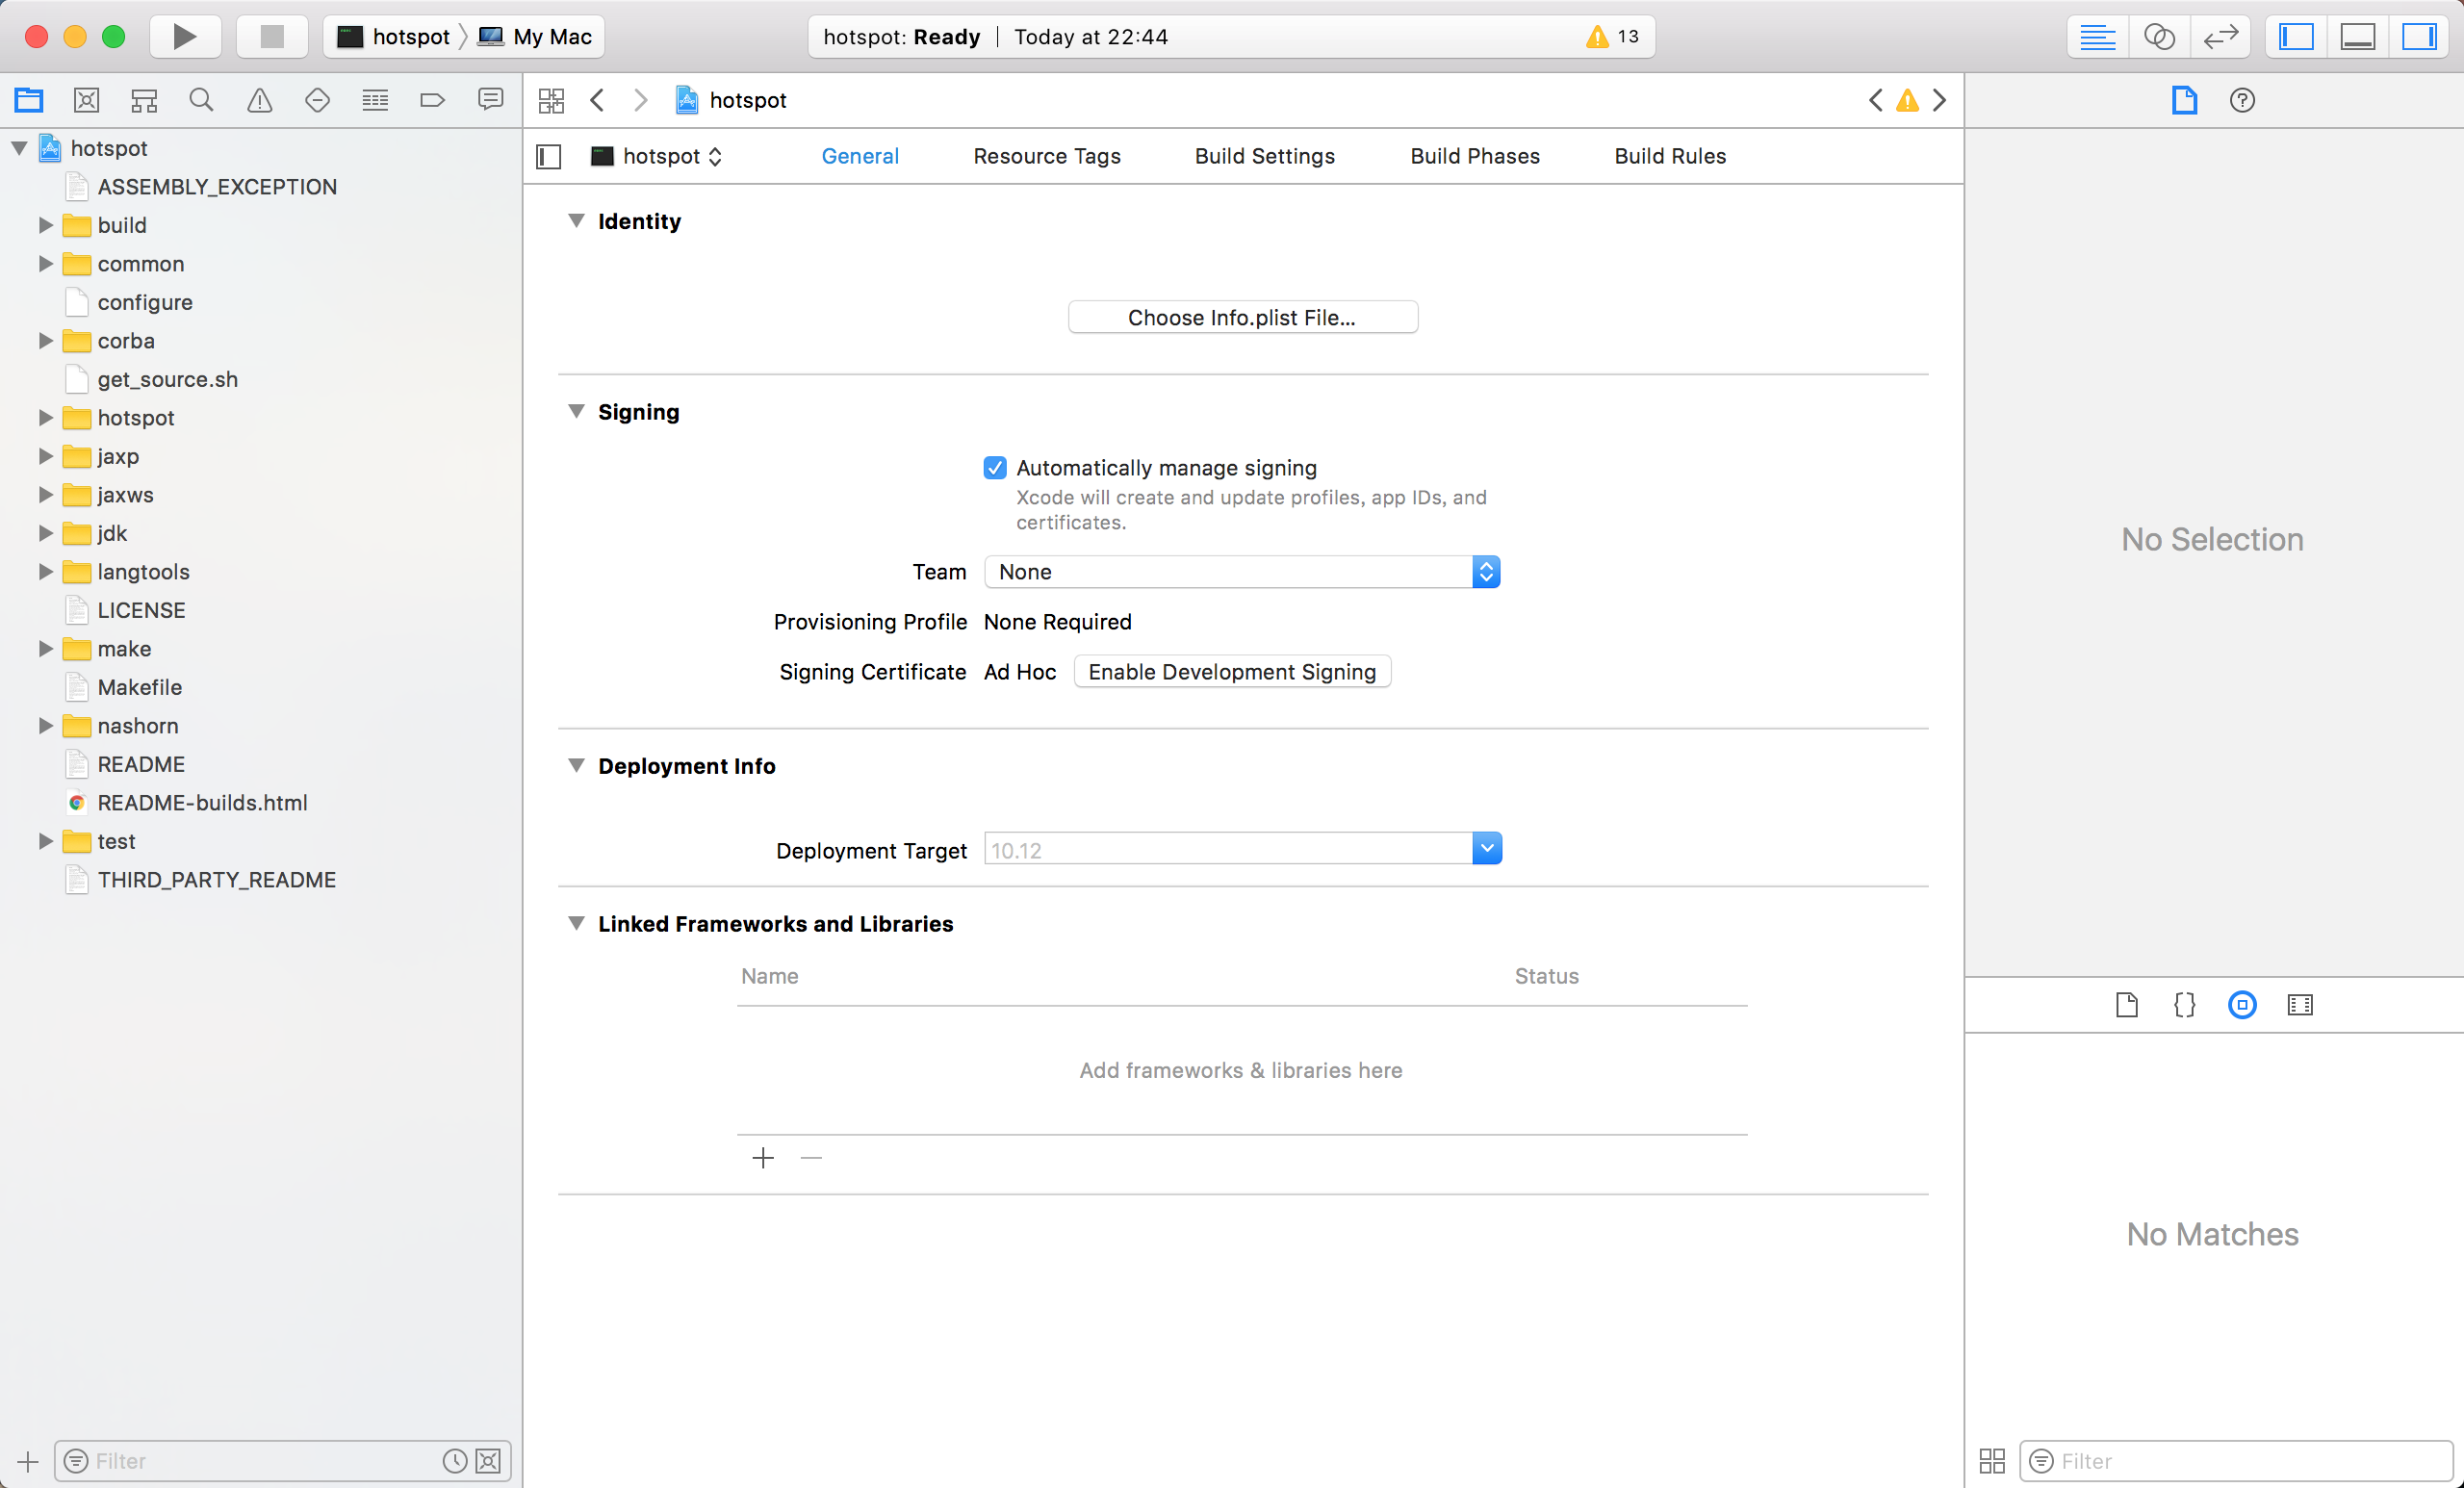 hotspot My Mac
hotspot: Ready Today at 22:44 13
hotspot
hotspot
General Resource Tags Build Settings Build Phases Build Rules
hotspot
ASSEMBLY_EXCEPTION
build
common
configure
corba
get_source.sh
hotspot
jaxp
jaxws
jdk
langtools
LICENSE
make
Makefile
nashorn
README
README-builds.html
test
THIRD_PARTY_README
Filter
Identity
Choose Info.plist File...
Signing
Automatically manage signing
Xcode will create and update profiles, app IDs, and
certificates.
Team None
Provisioning Profile None Required
Signing Certificate Ad Hoc Enable Development Signing
Deployment Info
Deployment Target 10.12
Linked Frameworks and Libraries
Name Status
Add frameworks & libraries here
No Selection
No Matches
Filter